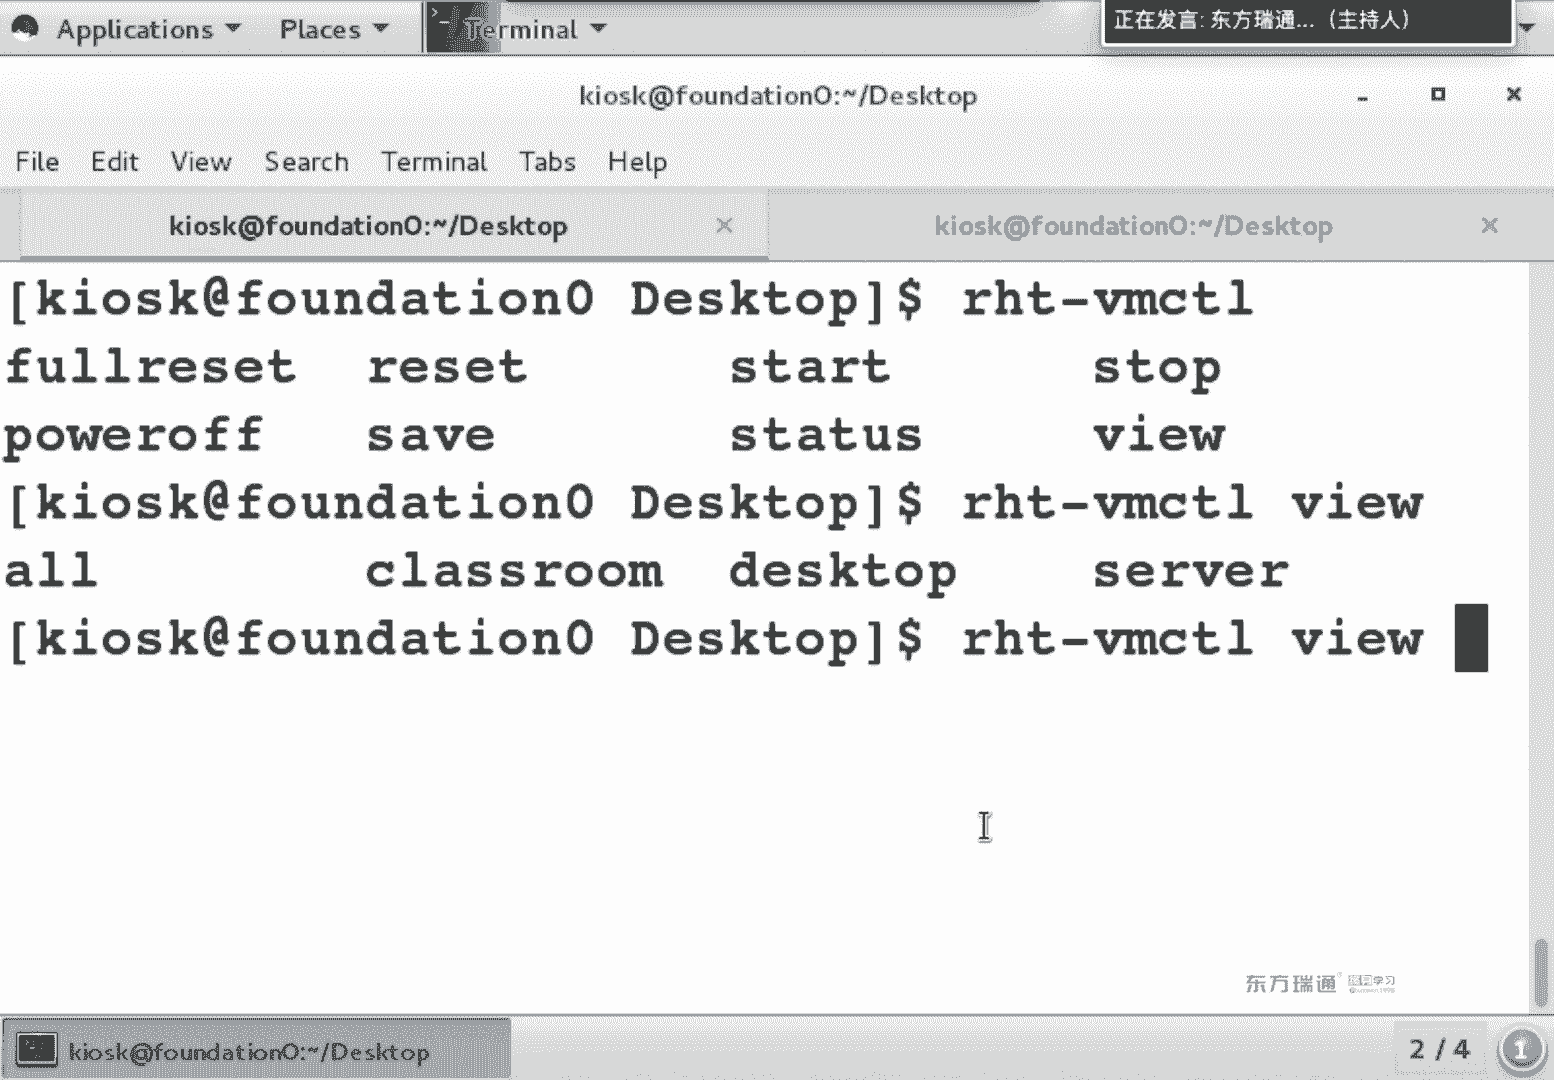 Applications Places Terminal
正在发言: 东方瑞通...（主持人）
kiosk@foundation0:~/Desktop
File Edit View Search Terminal Tabs Help
kiosk@foundation0:~/Desktop kiosk@foundation0:~/Desktop
[kiosk@foundation0 Desktop]$ rht-vmctl
fullreset reset start stop
poweroff save status view
[kiosk@foundation0 Desktop]$ rht-vmctl view
all classroom desktop server
[kiosk@foundation0 Desktop]$ rht-vmctl view
东方瑞通
kiosk@foundation0:~/Desktop 2 / 4 1